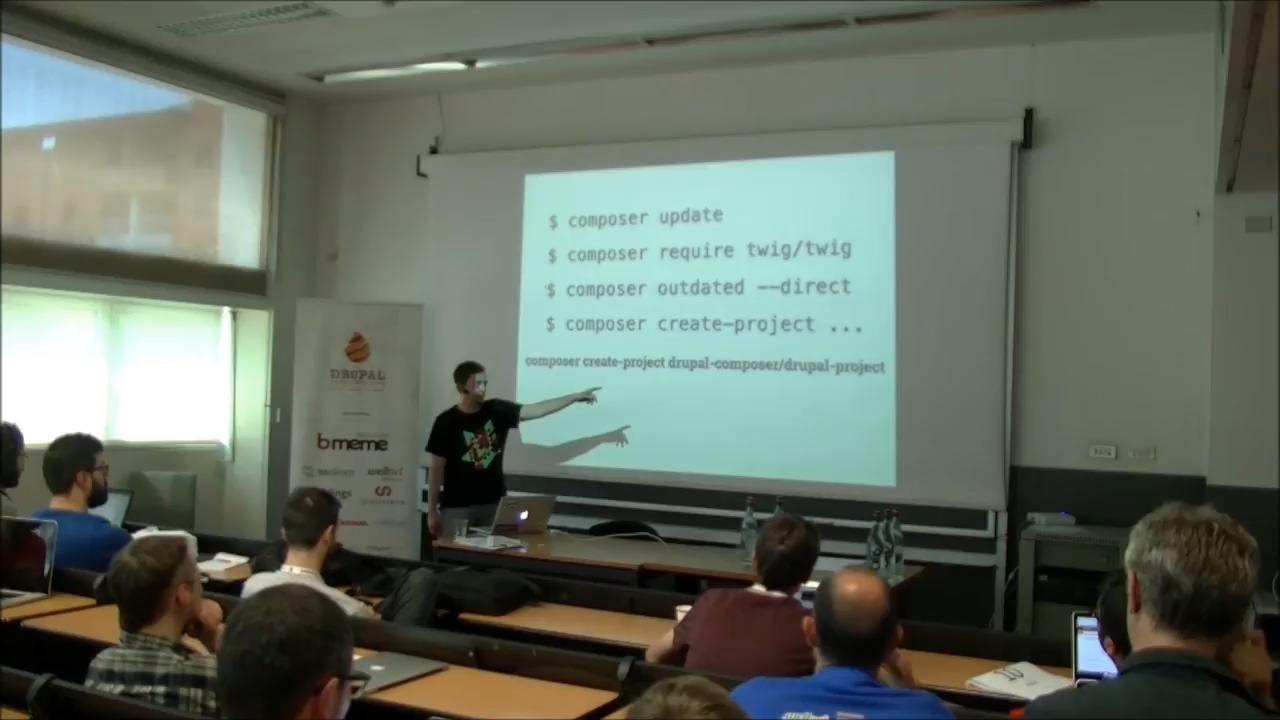 $ composer update
$ composer require twig/twig
$ composer outdated --direct
$ composer create-project ...
composer create-project drupal-composer/drupal-project
DRUPAL
bmeme